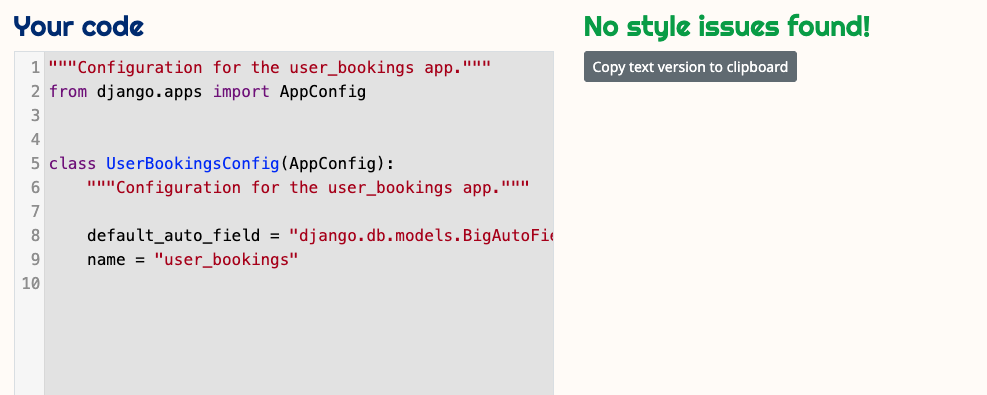 Your code
1 """Configuration for the user_bookings app."""
2 from django.apps import AppConfig
3
4
5 class UserBookingsConfig(AppConfig):
6     """Configuration for the user_bookings app."""
7
8     default_auto_field = "django.db.models.BigAutoFie
9     name = "user_bookings"
10
No style issues found!
Copy text version to clipboard